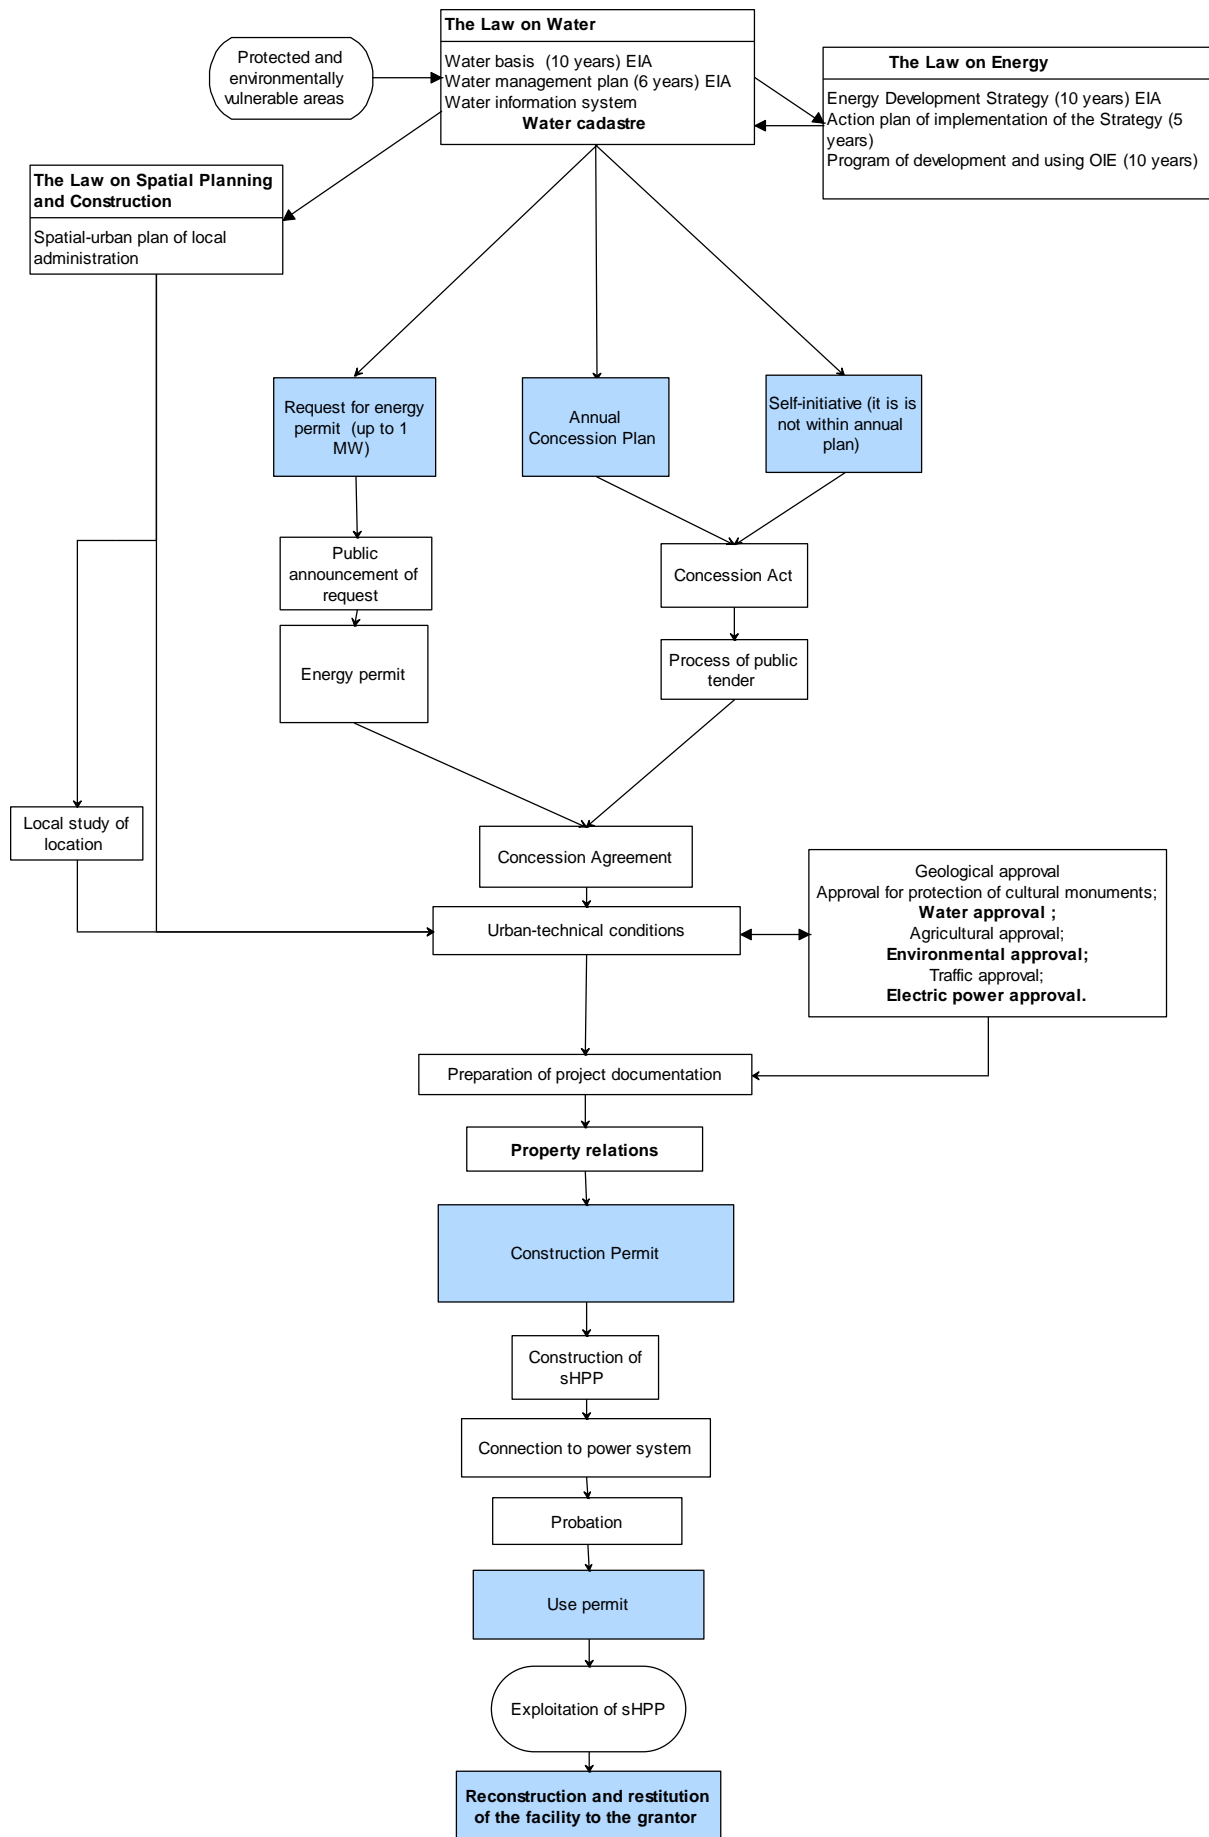 The Law on Water
Protected and
environmentally
vulnerable areas
Water basis (10 years) EIA
Water management plan (6 years) EIA
Water information system
Water cadastre
The Law on Energy
Energy Development Strategy (10 years) EIA
Action plan of implementation of the Strategy (5
years)
Program of development and using OIE (10 years)
The Law on Spatial Planning
and Construction
Spatial-urban plan of local
administration
Request for energy
permit (up to 1
MW)
Annual
Concession Plan
Self-initiative (it is is
not within annual
plan)
Public
announcement of
request
Concession Act
Energy permit
Process of public
tender
Local study of
location
Concession Agreement
Urban-technical conditions
Geological approval
Approval for protection of cultural monuments;
Water approval ;
Agricultural approval;
Environmental approval;
Traffic approval;
Electric power approval.
Preparation of project documentation
Property relations
Construction Permit
Construction of
sHPP
Connection to power system
Probation
Use permit
Exploitation of sHPP
Reconstruction and restitution
of the facility to the grantor